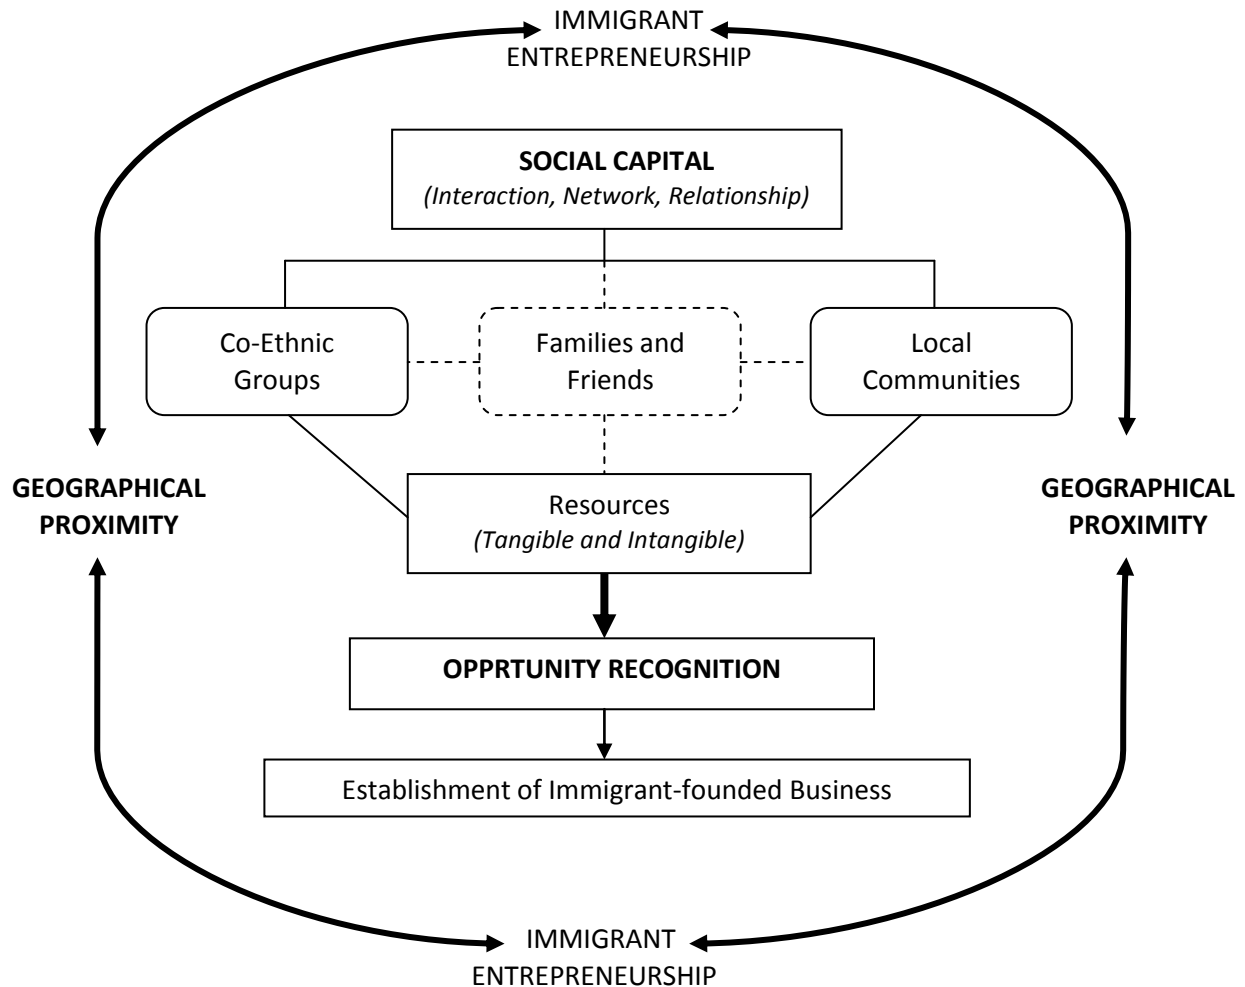 IMMIGRANT
ENTREPRENEURSHIP
SOCIAL CAPITAL
(Interaction, Network, Relationship)
Co-Ethnic
Groups
Families and
Friends
Local
Communities
GEOGRAPHICAL
PROXIMITY
Resources
(Tangible and Intangible)
GEOGRAPHICAL
PROXIMITY
OPPRTUNITY RECOGNITION
Establishment of Immigrant-founded Business
IMMIGRANT
ENTREPRENEURSHIP